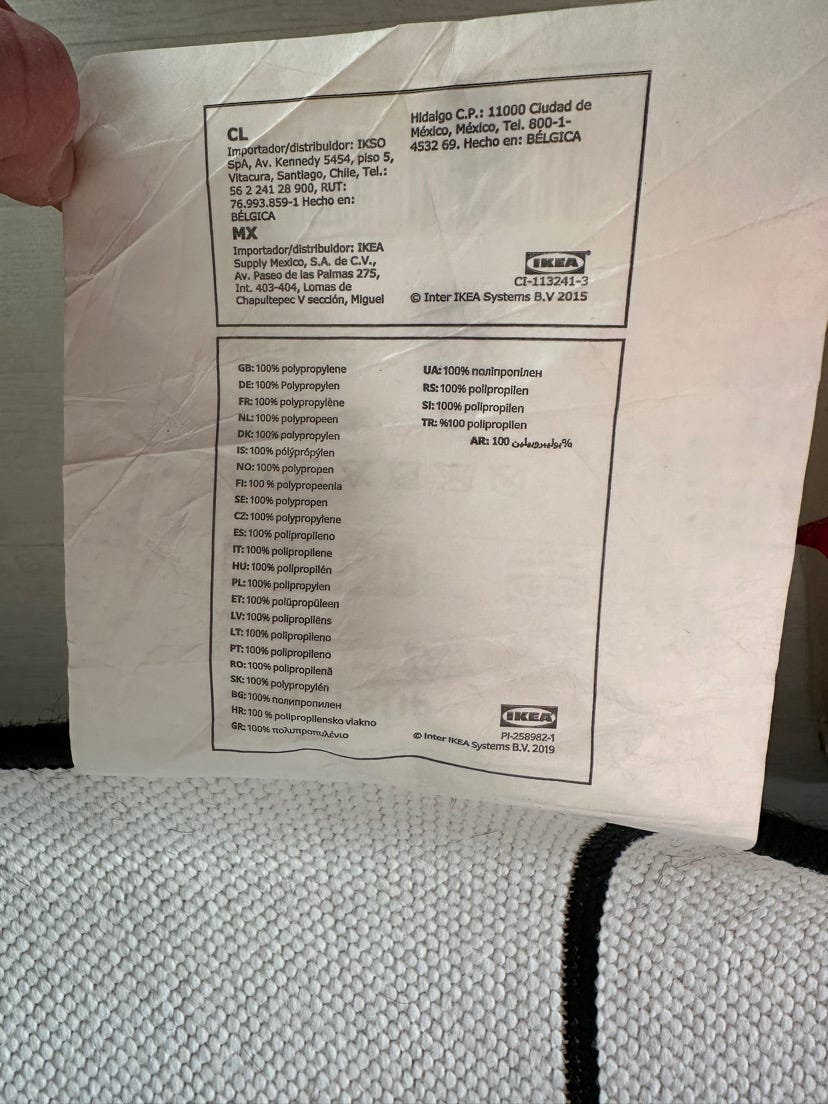 CL
Importador/distribuidor: IKSO
SpA, Av. Kennedy 5454, piso 5,
Vitacura, Santiago, Chile, Tel.:
56 2 241 28 900, RUT:
76.993.859-1 Hecho en:
BÉLGICA
MX
Importador/distribuidor: IKEA
Supply Mexico, S.A. de C.V.,
Av. Paseo de las Palmas 275,
Int. 403-404, Lomas de
Chapultepec V sección, Miguel
Hidalgo C.P.: 11000 Ciudad de
México, México, Tel. 800-1-
4532 69. Hecho en: BÉLGICA
IKEA
CI-113241-3
© Inter IKEA Systems B.V 2015
GB: 100% polypropylene
DE: 100% Polypropylen
FR: 100% polypropylène
NL: 100% polypropeen
DK: 100% polypropylen
IS: 100% pólýprópýlen
NO: 100% polypropen
FI: 100 % polypropeenia
SE: 100% polypropen
CZ: 100% polypropylene
ES: 100% polipropileno
IT: 100% polipropilene
HU: 100% polipropilén
PL: 100% polipropylen
ET: 100% polüpropüleen
LV: 100% polipropilēns
LT: 100% polipropileno
PT: 100% polipropileno
RO: 100% polipropilenă
SK: 100% polypropylén
BG: 100% полипропилен
HR: 100 % polipropilensko vlakno
GR: 100% πολυπροπυλένιο
UA: 100% поліпропілен
RS: 100% polipropilen
SI: 100% polipropilen
TR: %100 polipropilen
AR: 100 %
IKEA
PI-258982-1
© Inter IKEA Systems B.V. 2019